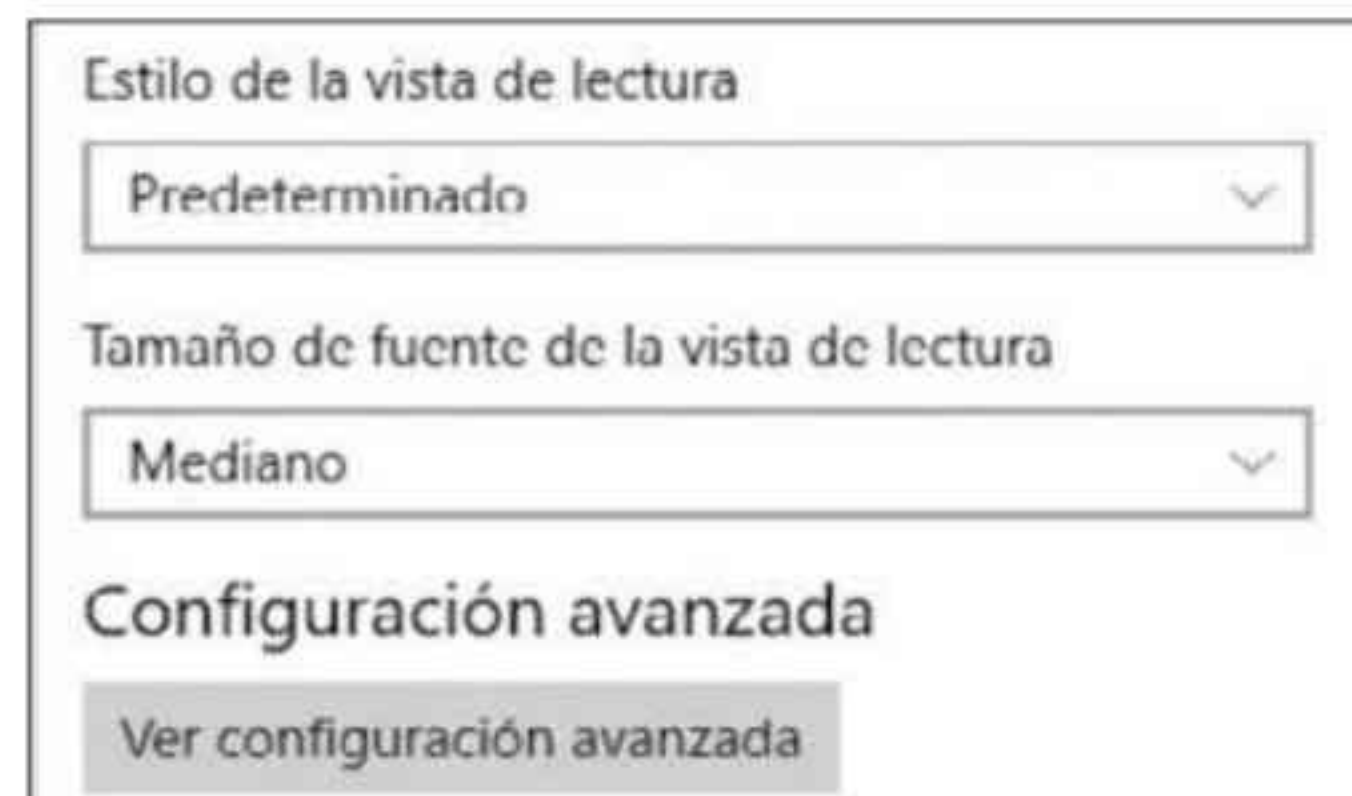 Estilo de la vista de lectura
Predeterminado
Tamaño de fuente de la vista de lectura
Mediano
Configuración avanzada
Ver configuración avanzada